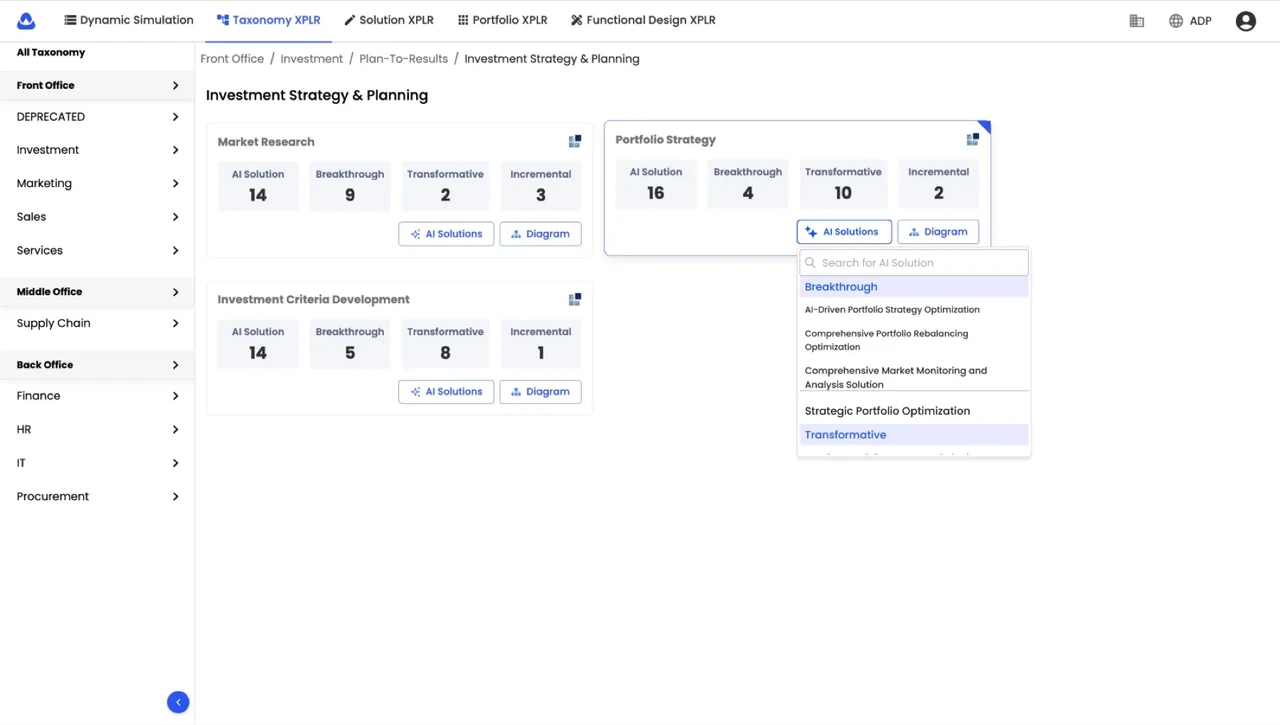 Dynamic Simulation
Taxonomy XPLR
Solution XPLR
Portfolio XPLR
Functional Design XPLR
ADP
All Taxonomy
Front Office
DEPRECATED
Investment
Marketing
Sales
Services
Middle Office
Supply Chain
Back Office
Finance
HR
IT
Procurement
Front Office / Investment / Plan-To-Results / Investment Strategy & Planning
Investment Strategy & Planning
Market Research
AI Solution Breakthrough Transformative Incremental
14 9 2 3
AI Solutions Diagram
Portfolio Strategy
AI Solution Breakthrough Transformative Incremental
16 4 10 2
AI Solutions Diagram
Search for AI Solution
Breakthrough
AI-Driven Portfolio Strategy Optimization
Comprehensive Portfolio Rebalancing
Optimization
Comprehensive Market Monitoring and
Analysis Solution
Strategic Portfolio Optimization
Transformative
Investment Criteria Development
AI Solution Breakthrough Transformative Incremental
14 5 8 1
AI Solutions Diagram